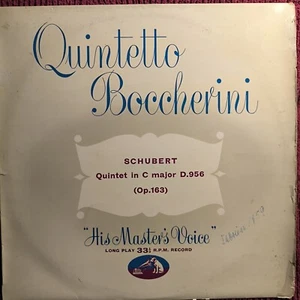 Quintetto
Boccherini
SCHUBERT
Quintet in C major D.956
(Op.163)
"His Master's Voice"
LONG PLAY 33⅓ R.P.M. RECORD